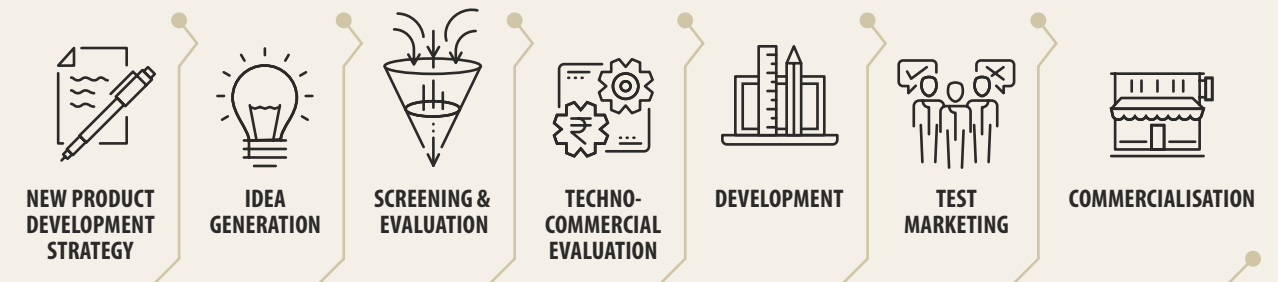 NEW PRODUCT
DEVELOPMENT
STRATEGY
IDEA
GENERATION
SCREENING &
EVALUATION
₹
TECHNO-
COMMERCIAL
EVALUATION
DEVELOPMENT
TEST
MARKETING
COMMERCIALISATION